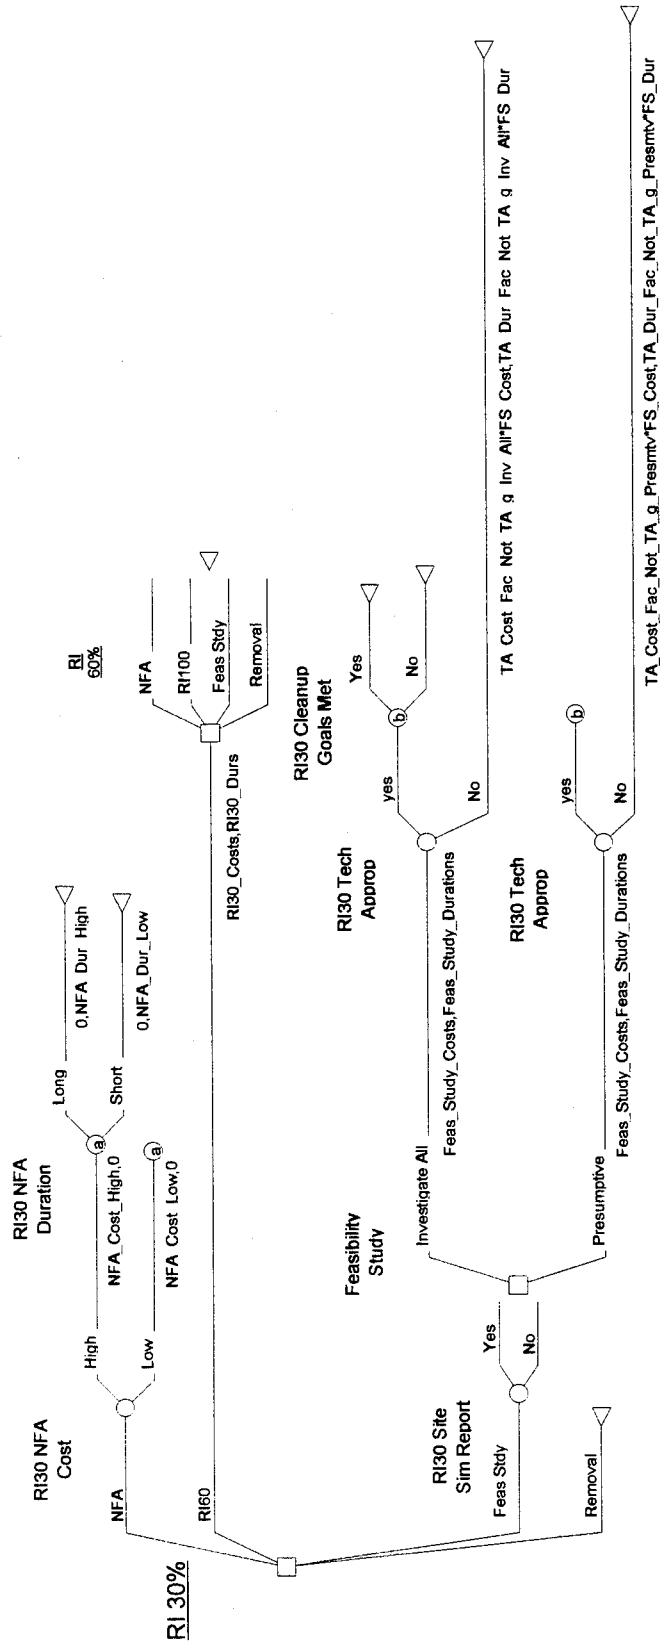 RI 30%
RI30 NFA
Cost
NFA
High
NFA_Cost_High,0
Low
NFA Cost Low,0
RI30 NFA
Duration
a
a
Long
0,NFA Dur High
Short
0,NFA_Dur_Low
RI60
RI30_Costs,RI30_Durs
RI
60%
NFA
RI100
Feas Stdy
Removal
RI30 Site
Sim Report
Feas Stdy
Yes
No
Feasibility
Study
Investigate All
Feas_Study_Costs,Feas_Study_Durations
RI30 Tech
Approp
yes
No
RI30 Cleanup
Goals Met
b
Yes
No
TA Cost Fac Not TA g Inv All*FS Cost,TA Dur Fac Not TA g Inv All*FS Dur
Presumptive
Feas_Study_Costs,Feas_Study_Durations
RI30 Tech
Approp
yes
b
No
TA_Cost_Fac_Not_TA_g_Presmtv*FS_Cost,TA_Dur_Fac_Not_TA_g_Presmtv*FS_Dur
Removal